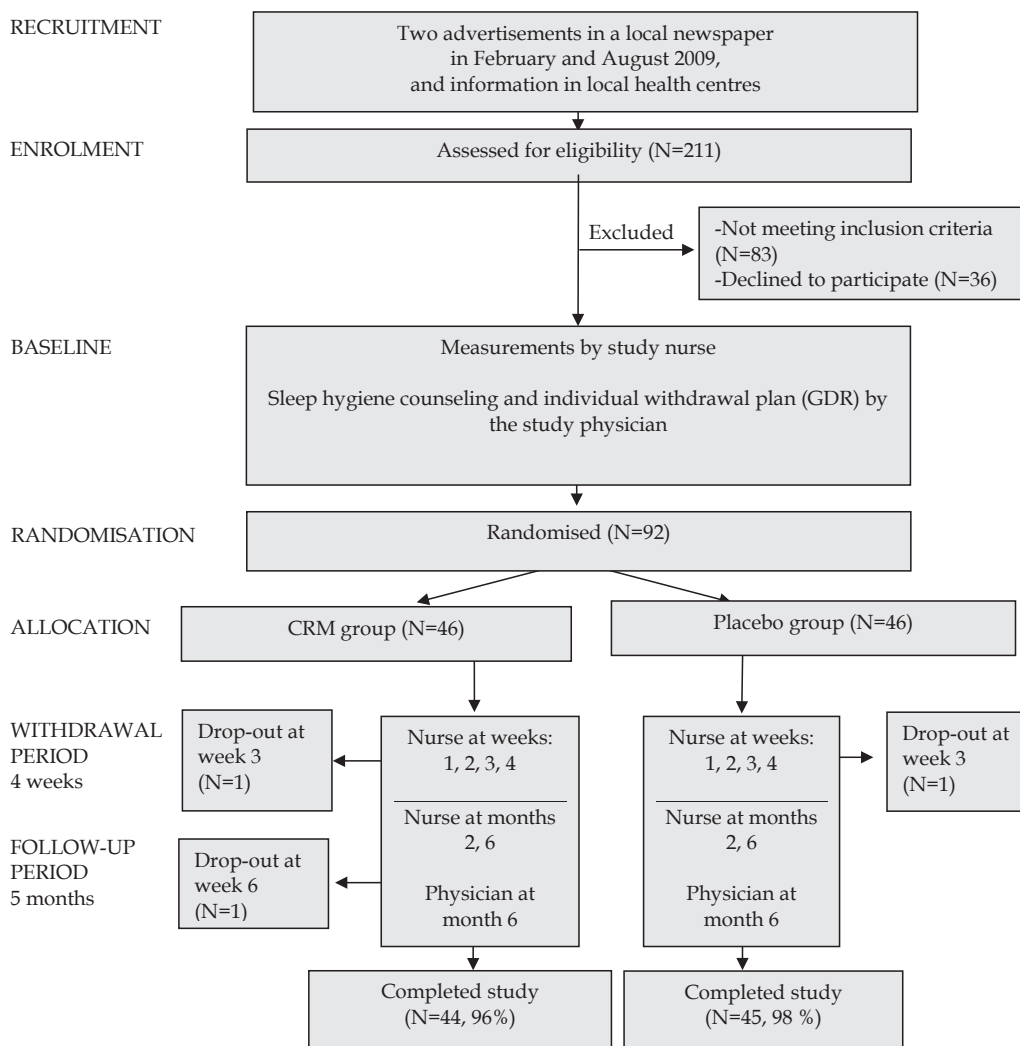 RECRUITMENT
Two advertisements in a local newspaper
in February and August 2009,
and information in local health centres
ENROLMENT
Assessed for eligibility (N=211)
Excluded
-Not meeting inclusion criteria
(N=83)
-Declined to participate (N=36)
BASELINE
Measurements by study nurse
Sleep hygiene counseling and individual withdrawal plan (GDR) by
the study physician
RANDOMISATION
Randomised (N=92)
ALLOCATION
CRM group (N=46)
Placebo group (N=46)
WITHDRAWAL
PERIOD
4 weeks
Drop-out at
week 3
(N=1)
Nurse at weeks:
1, 2, 3, 4
Nurse at weeks:
1, 2, 3, 4
Drop-out at
week 3
(N=1)
FOLLOW-UP
PERIOD
5 months
Drop-out at
week 6
(N=1)
Nurse at months
2, 6
Physician at
month 6
Nurse at months
2, 6
Physician at
month 6
Completed study
(N=44, 96%)
Completed study
(N=45, 98 %)